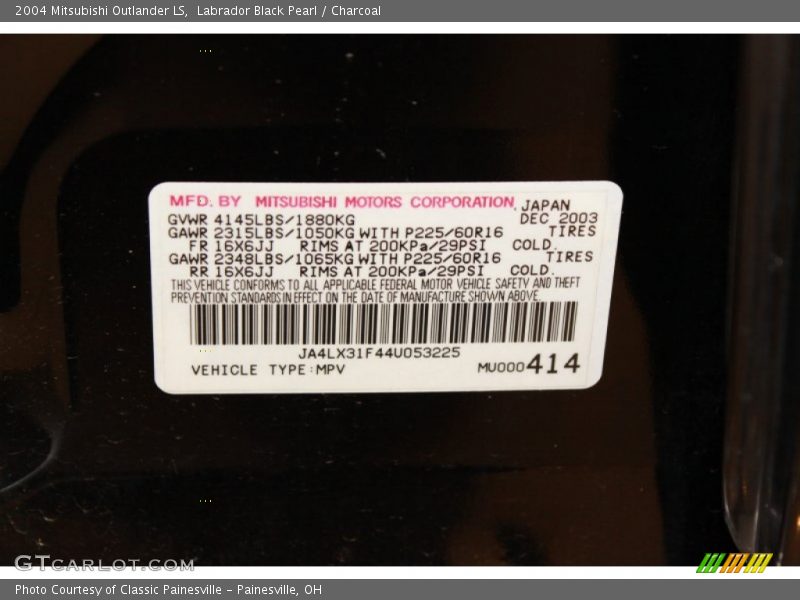 2004 Mitsubishi Outlander LS,  Labrador Black Pearl / Charcoal
MFD. BY MITSUBISHI MOTORS CORPORATION, JAPAN
GVWR 4145LBS/1880KG DEC 2003
GAWR 2315LBS/1050KG WITH P225/60R16 TIRES
FR 16X6JJ RIMS AT 200KPa/29PSI COLD.
GAWR 2348LBS/1065KG WITH P225/60R16 TIRES
RR 16X6JJ RIMS AT 200KPa/29PSI COLD.
THIS VEHICLE CONFORMS TO ALL APPLICABLE FEDERAL MOTOR VEHICLE SAFETY AND THEFT
PREVENTION STANDARDS IN EFFECT ON THE DATE OF MANUFACTURE SHOWN ABOVE.
JA4LX31F44U053225
VEHICLE TYPE:MPV MU000414
GTCARLOT.COM
Photo Courtesy of Classic Painesville - Painesville, OH